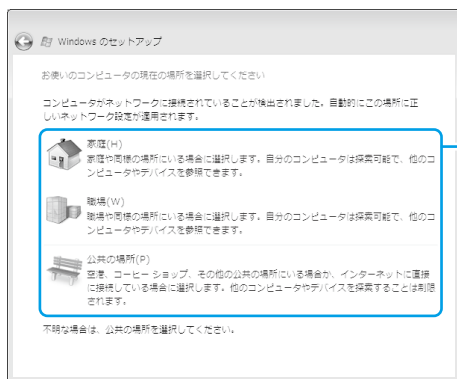 Windows のセットアップ
お使いのコンピュータの現在の場所を選択してください
コンピュータがネットワークに接続されていることが検出されました。自動的にこの場所に正
しいネットワーク設定が適用されます。
家庭(H)
家庭や同様の場所にいる場合に選択します。自分のコンピュータは探索可能で、他のコ
ンピュータやデバイスを参照できます。
職場(W)
職場や同様の場所にいる場合に選択します。自分のコンピュータは探索可能で、他のコ
ンピュータやデバイスを参照できます。
公共の場所(P)
空港、コーヒー ショップ、その他の公共の場所にいる場合か、インターネットに直接
に接続している場合に選択します。他のコンピュータやデバイスを探索することは制限
されます。
不明な場合は、公共の場所を選択してください。